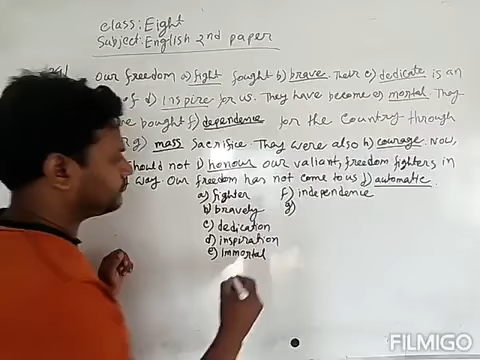 Class: Eight
Subject: English 2nd paper
Our freedom a) fight fought b) brave. Their c) dedicate is an
of d) Inspire for us. They have become e) mortal. They
bought f) dependence for the country through
g) mass sacrifice. They were also h) courage. Now,
should not i) honour our valiant, freedom fighters in
way. Our freedom has not come to us j) automatic.
a) fighter f) independence
b) bravely g)
c) dedication
d) inspiration
e) immortal
FILMIGO